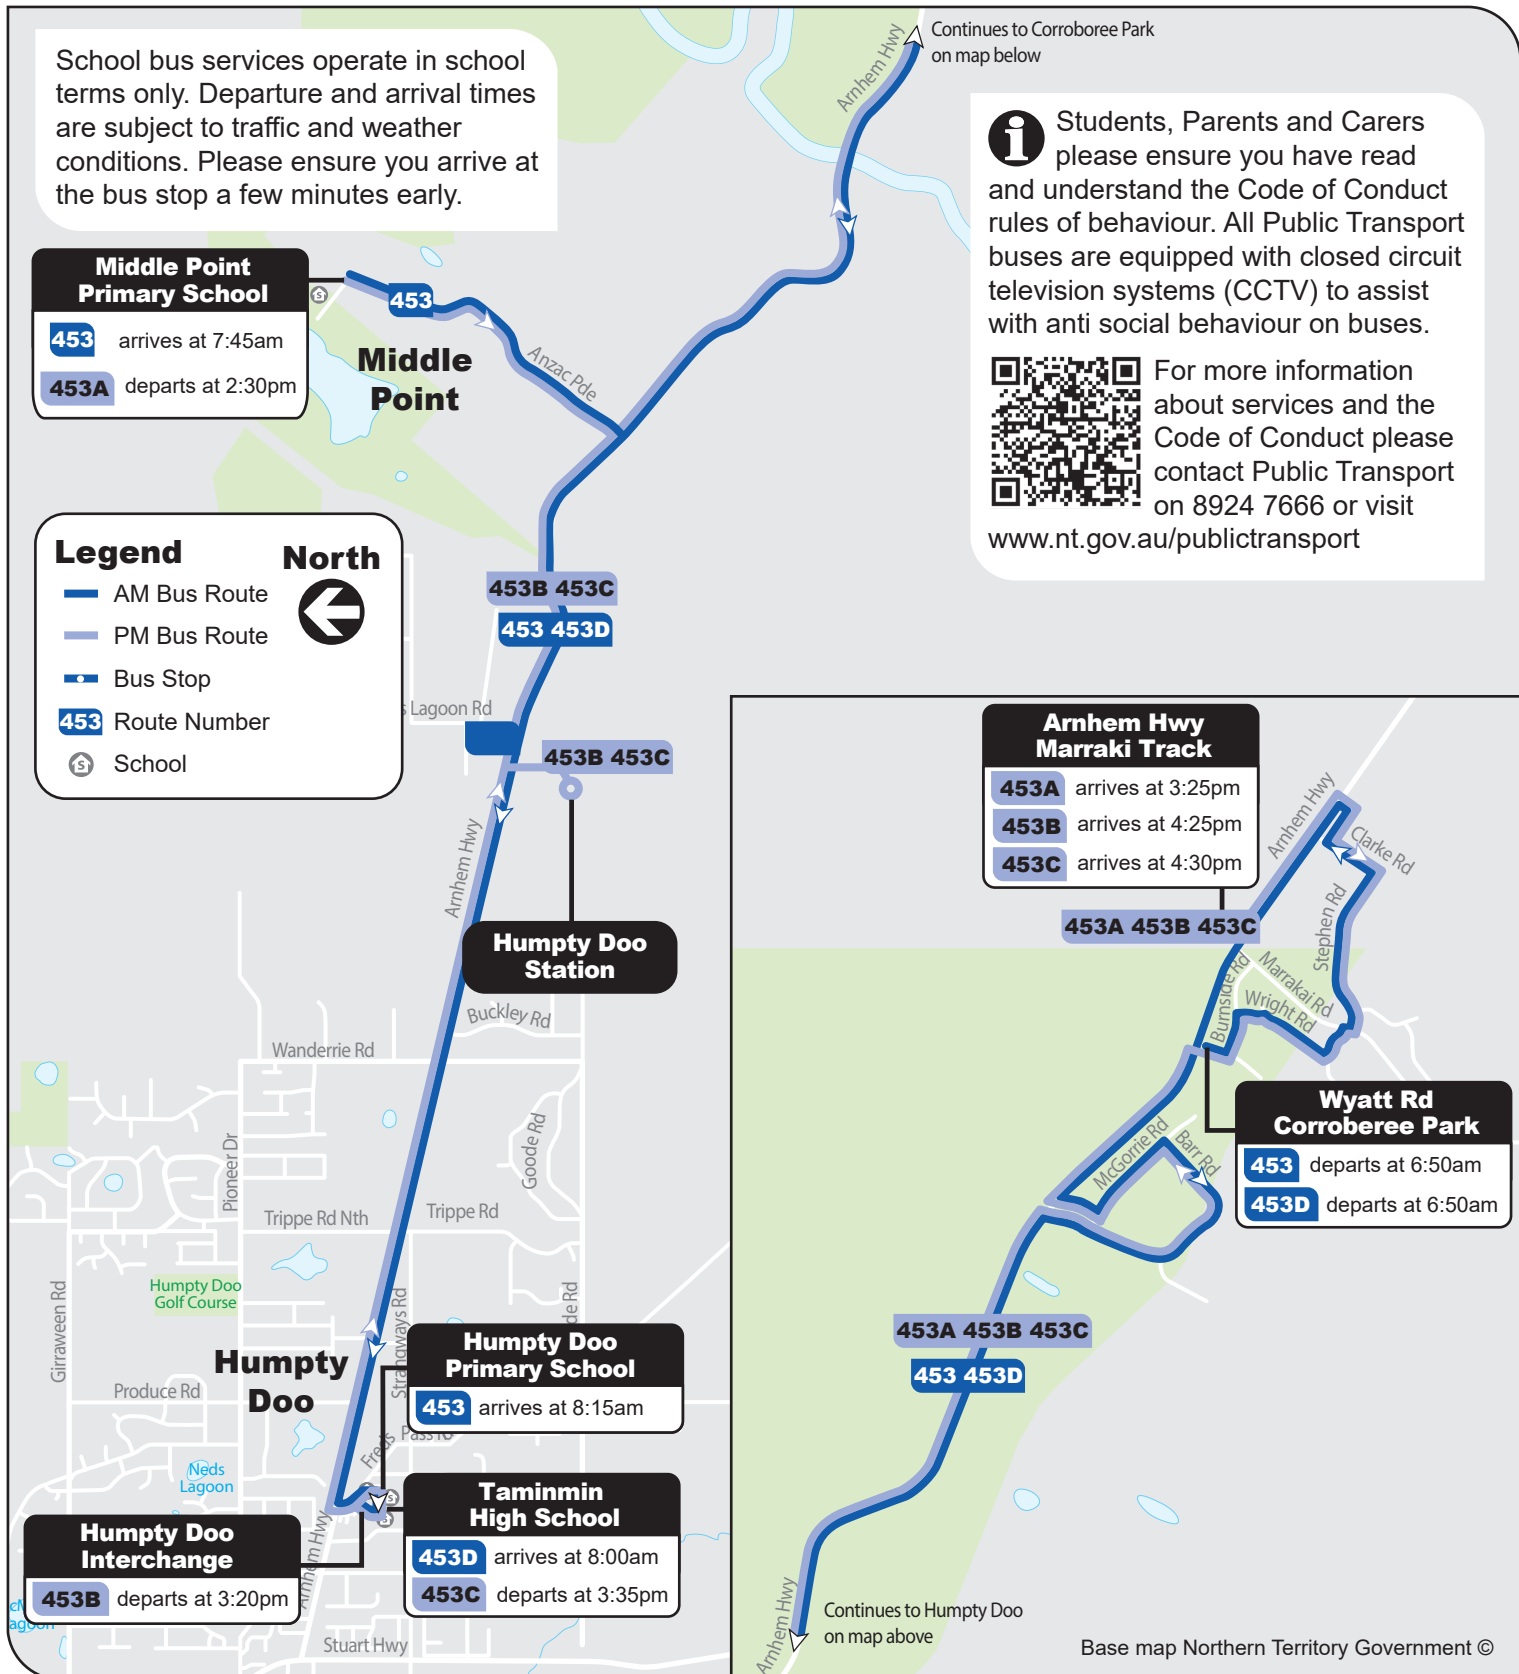 School bus services operate in school
terms only. Departure and arrival times
are subject to traffic and weather
conditions. Please ensure you arrive at
the bus stop a few minutes early.
Arnhem Hwy
Continues to Corroboree Park
on map below
Students, Parents and Carers
please ensure you have read
and understand the Code of Conduct
rules of behaviour. All Public Transport
buses are equipped with closed circuit
television systems (CCTV) to assist
with anti social behaviour on buses.
For more information
about services and the
Code of Conduct please
contact Public Transport
on 8924 7666 or visit
www.nt.gov.au/publictransport
Middle Point
Primary School
453 arrives at 7:45am
453A departs at 2:30pm
S
453
Middle
Point
Anzac Pde
Legend
North
AM Bus Route
PM Bus Route
Bus Stop
453 Route Number
S School
453B 453C
453 453D
Lagoon Rd
453B 453C
Arnhem Hwy
Humpty Doo
Station
Buckley Rd
Wanderrie Rd
Pioneer Dr
Goode Rd
Trippe Rd Nth
Trippe Rd
Humpty Doo
Golf Course
Girraween Rd
Strangways Rd
de Rd
Humpty
Doo
Produce Rd
Humpty Doo
Primary School
453 arrives at 8:15am
Freds Pass Rd
Neds
Lagoon
S
S
Taminmin
High School
453D arrives at 8:00am
453C departs at 3:35pm
Humpty Doo
Interchange
453B departs at 3:20pm
Arnhem Hwy
agoon
Stuart Hwy
Arnhem Hwy
Marraki Track
453A arrives at 3:25pm
453B arrives at 4:25pm
453C arrives at 4:30pm
Arnhem Hwy
Clarke Rd
453A 453B 453C
Stephen Rd
Burnside Rd
Marrakai Rd
Wright Rd
Wyatt Rd
Corroberee Park
453 departs at 6:50am
453D departs at 6:50am
McGorrie Rd
Barr Rd
453A 453B 453C
453 453D
Arnhem Hwy
Continues to Humpty Doo
on map above
Base map Northern Territory Government ©